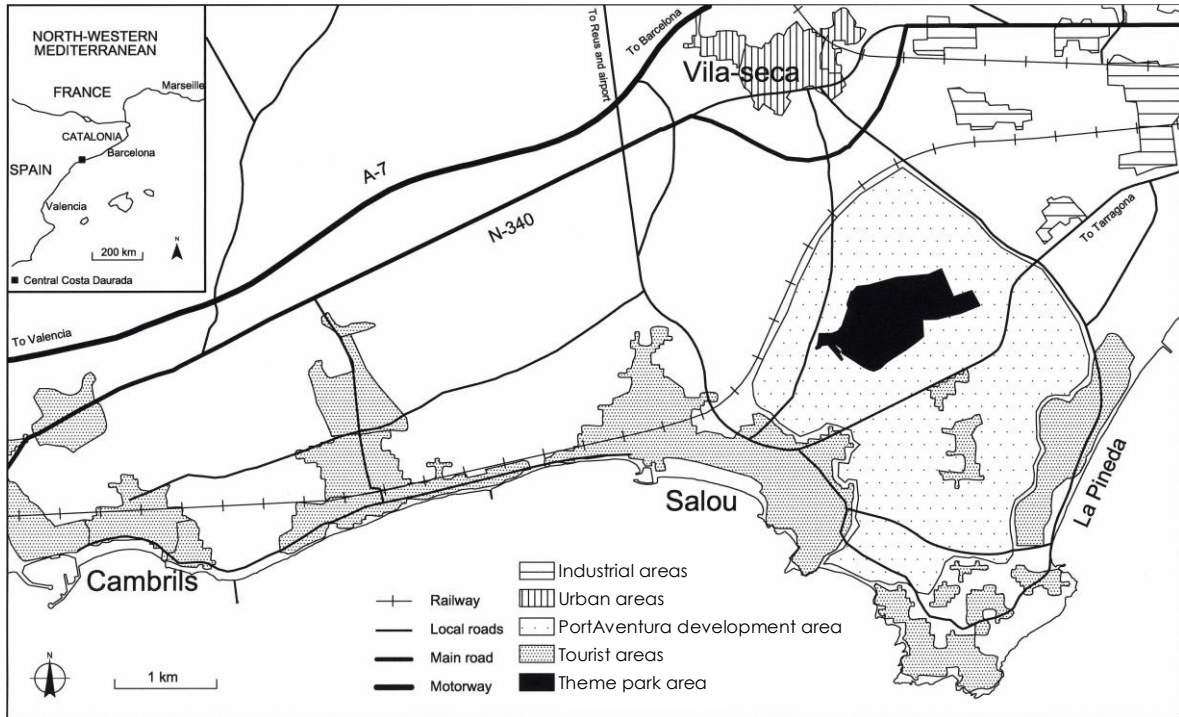 NORTH-WESTERN
MEDITERRANEAN
FRANCE
Marseille
CATALONIA
Barcelona
SPAIN
Valencia
200 km
N
Central Costa Daurada
To Reus and airport
To Barcelona
Vila-seca
A-7
N-340
To Tarragona
To Valencia
La Pineda
Salou
Cambrils
N
1 km
Railway
Local roads
Main road
Motorway
Industrial areas
Urban areas
PortAventura development area
Tourist areas
Theme park area